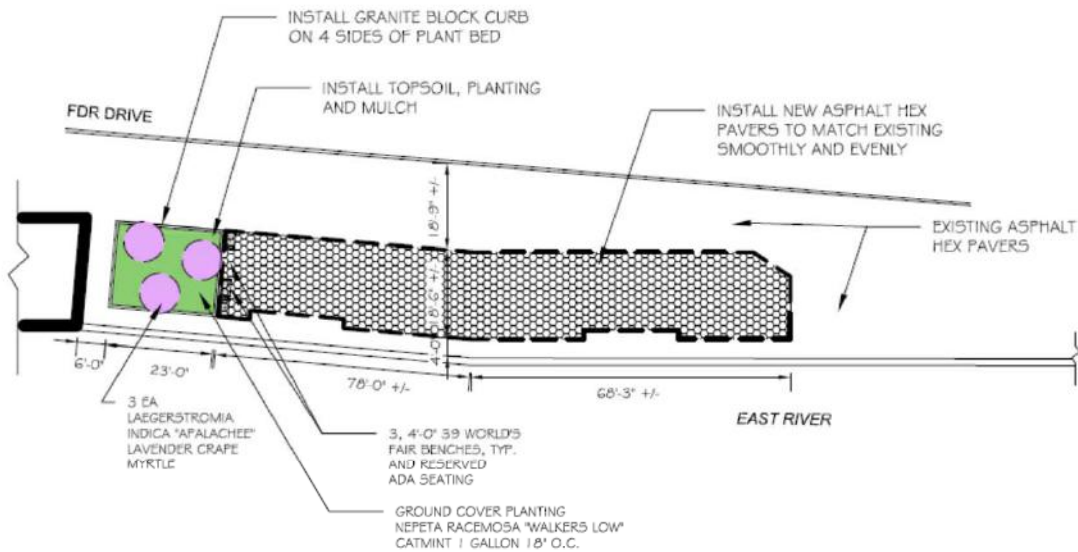 INSTALL GRANITE BLOCK CURB
ON 4 SIDES OF PLANT BED
INSTALL TOPSOIL, PLANTING
AND MULCH
FDR DRIVE
INSTALL NEW ASPHALT HEX
PAVERS TO MATCH EXISTING
SMOOTHLY AND EVENLY
18'-9" +/-
EXISTING ASPHALT
HEX PAVERS
4'-0"
6'-0"
23'-0"
78'-0" +/-
68'-3" +/-
EAST RIVER
3 EA
LAEGERSTROMIA
INDICA "APALACHEE"
LAVENDER CRAPE
MYRTLE
3, 4'-0" 39 WORLD'S
FAIR BENCHES, TYP.
AND RESERVED
ADA SEATING
GROUND COVER PLANTING
NEPETA RACEMOSA "WALKERS LOW"
CATMINT 1 GALLON 18" O.C.